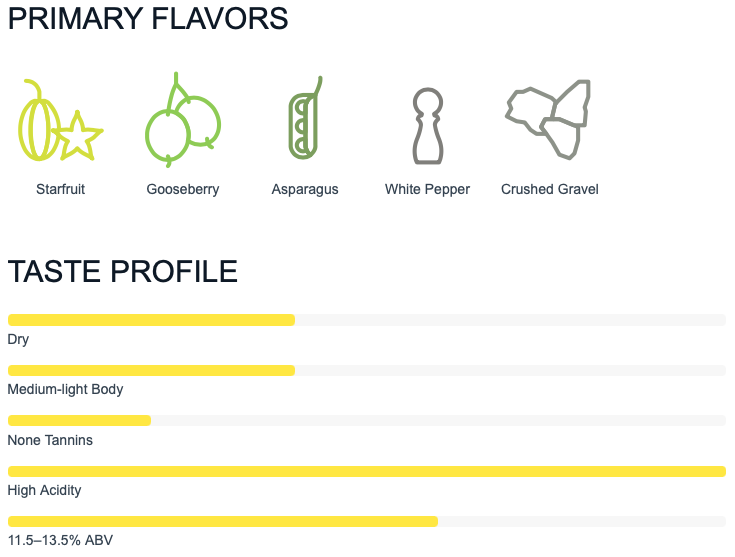 PRIMARY FLAVORS
Starfruit Gooseberry Asparagus White Pepper Crushed Gravel
TASTE PROFILE
Dry
Medium-light Body
None Tannins
High Acidity
11.5–13.5% ABV